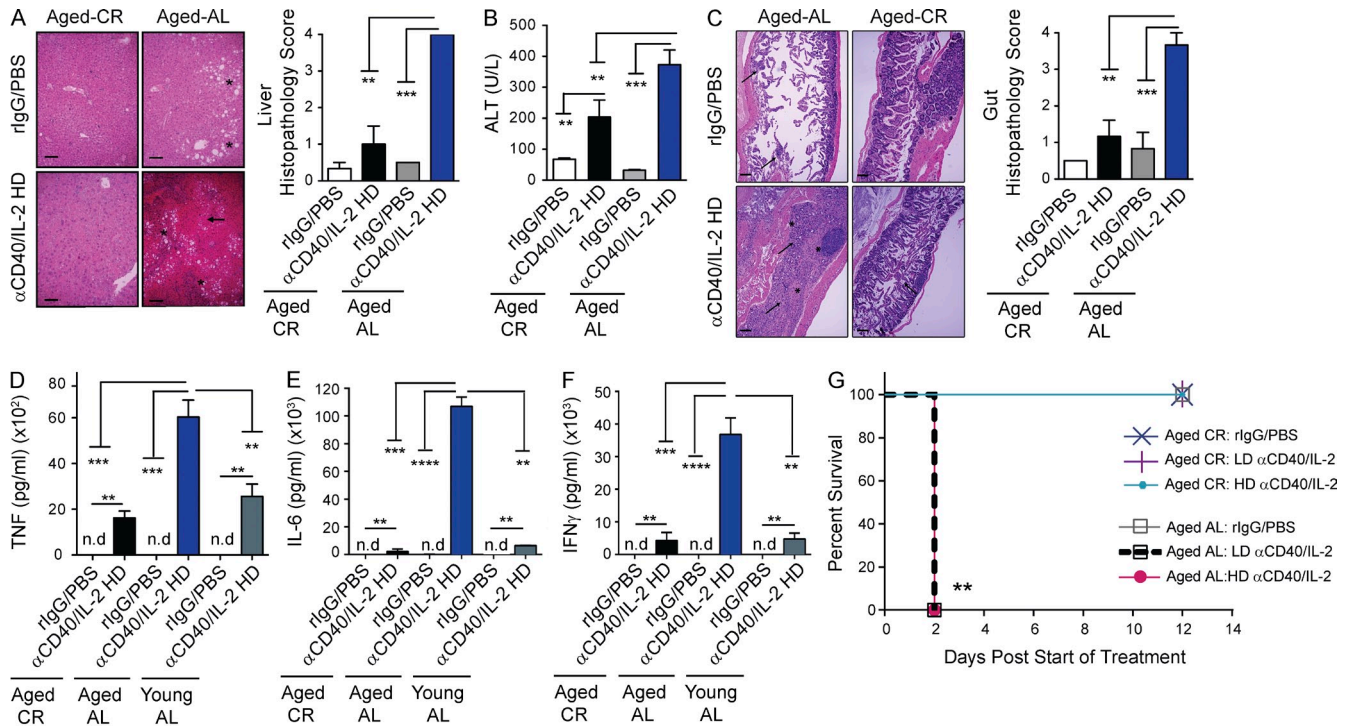 A
Aged-CR
Aged-AL
rIgG/PBS
αCD40/IL-2 HD
*
*
*
*
Liver
Histopathology Score
4
3
2
1
0
**
***
rIgG/PBS
αCD40/IL-2 HD
rIgG/PBS
αCD40/IL-2 HD
Aged
CR
Aged
AL
B
ALT (U/L)
500
400
300
200
100
0
**
**
***
rIgG/PBS
αCD40/IL-2 HD
rIgG/PBS
αCD40/IL-2 HD
Aged
CR
Aged
AL
C
Aged-AL
Aged-CR
rIgG/PBS
αCD40/IL-2 HD
*
*
*
Gut
Histopathology Score
4
3
2
1
0
**
***
rIgG/PBS
αCD40/IL-2 HD
rIgG/PBS
αCD40/IL-2 HD
Aged
CR
Aged
AL
D
TNF (pg/ml) (x10²)
80
60
40
20
0
***
***
**
**
**
n.d
n.d
n.d
rIgG/PBS
αCD40/IL-2 HD
rIgG/PBS
αCD40/IL-2 HD
rIgG/PBS
αCD40/IL-2 HD
Aged
CR
Aged
AL
Young
AL
E
IL-6 (pg/ml) (x10³)
120
100
80
60
40
20
0
***
****
**
**
**
n.d
n.d
n.d
rIgG/PBS
αCD40/IL-2 HD
rIgG/PBS
αCD40/IL-2 HD
rIgG/PBS
αCD40/IL-2 HD
Aged
CR
Aged
AL
Young
AL
F
IFNγ (pg/ml) (x10³)
50
40
30
20
10
0
***
****
**
**
**
n.d
n.d
n.d
rIgG/PBS
αCD40/IL-2 HD
rIgG/PBS
αCD40/IL-2 HD
rIgG/PBS
αCD40/IL-2 HD
Aged
CR
Aged
AL
Young
AL
G
Percent Survival
100
80
60
40
20
0
**
0
2
4
6
8
10
12
14
Days Post Start of Treatment
Aged CR: rIgG/PBS
Aged CR: LD αCD40/IL-2
Aged CR: HD αCD40/IL-2
Aged AL: rIgG/PBS
Aged AL: LD αCD40/IL-2
Aged AL:HD αCD40/IL-2